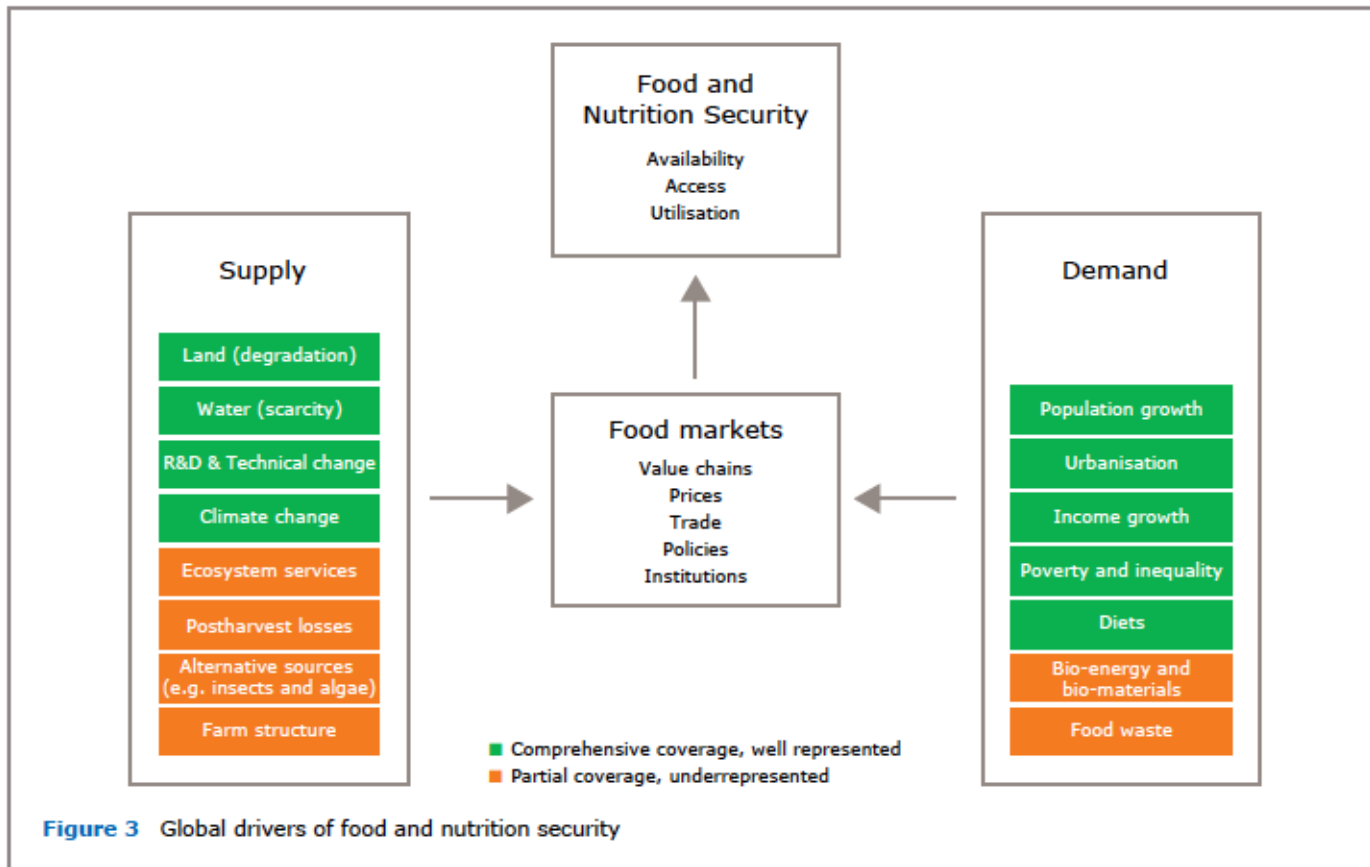 Food and
Nutrition Security
Availability
Access
Utilisation
Supply
Land (degradation)
Water (scarcity)
R&D & Technical change
Climate change
Ecosystem services
Postharvest losses
Alternative sources
(e.g. insects and algae)
Farm structure
Food markets
Value chains
Prices
Trade
Policies
Institutions
Demand
Population growth
Urbanisation
Income growth
Poverty and inequality
Diets
Bio-energy and
bio-materials
Food waste
Comprehensive coverage, well represented
Partial coverage, underrepresented
Figure 3 Global drivers of food and nutrition security